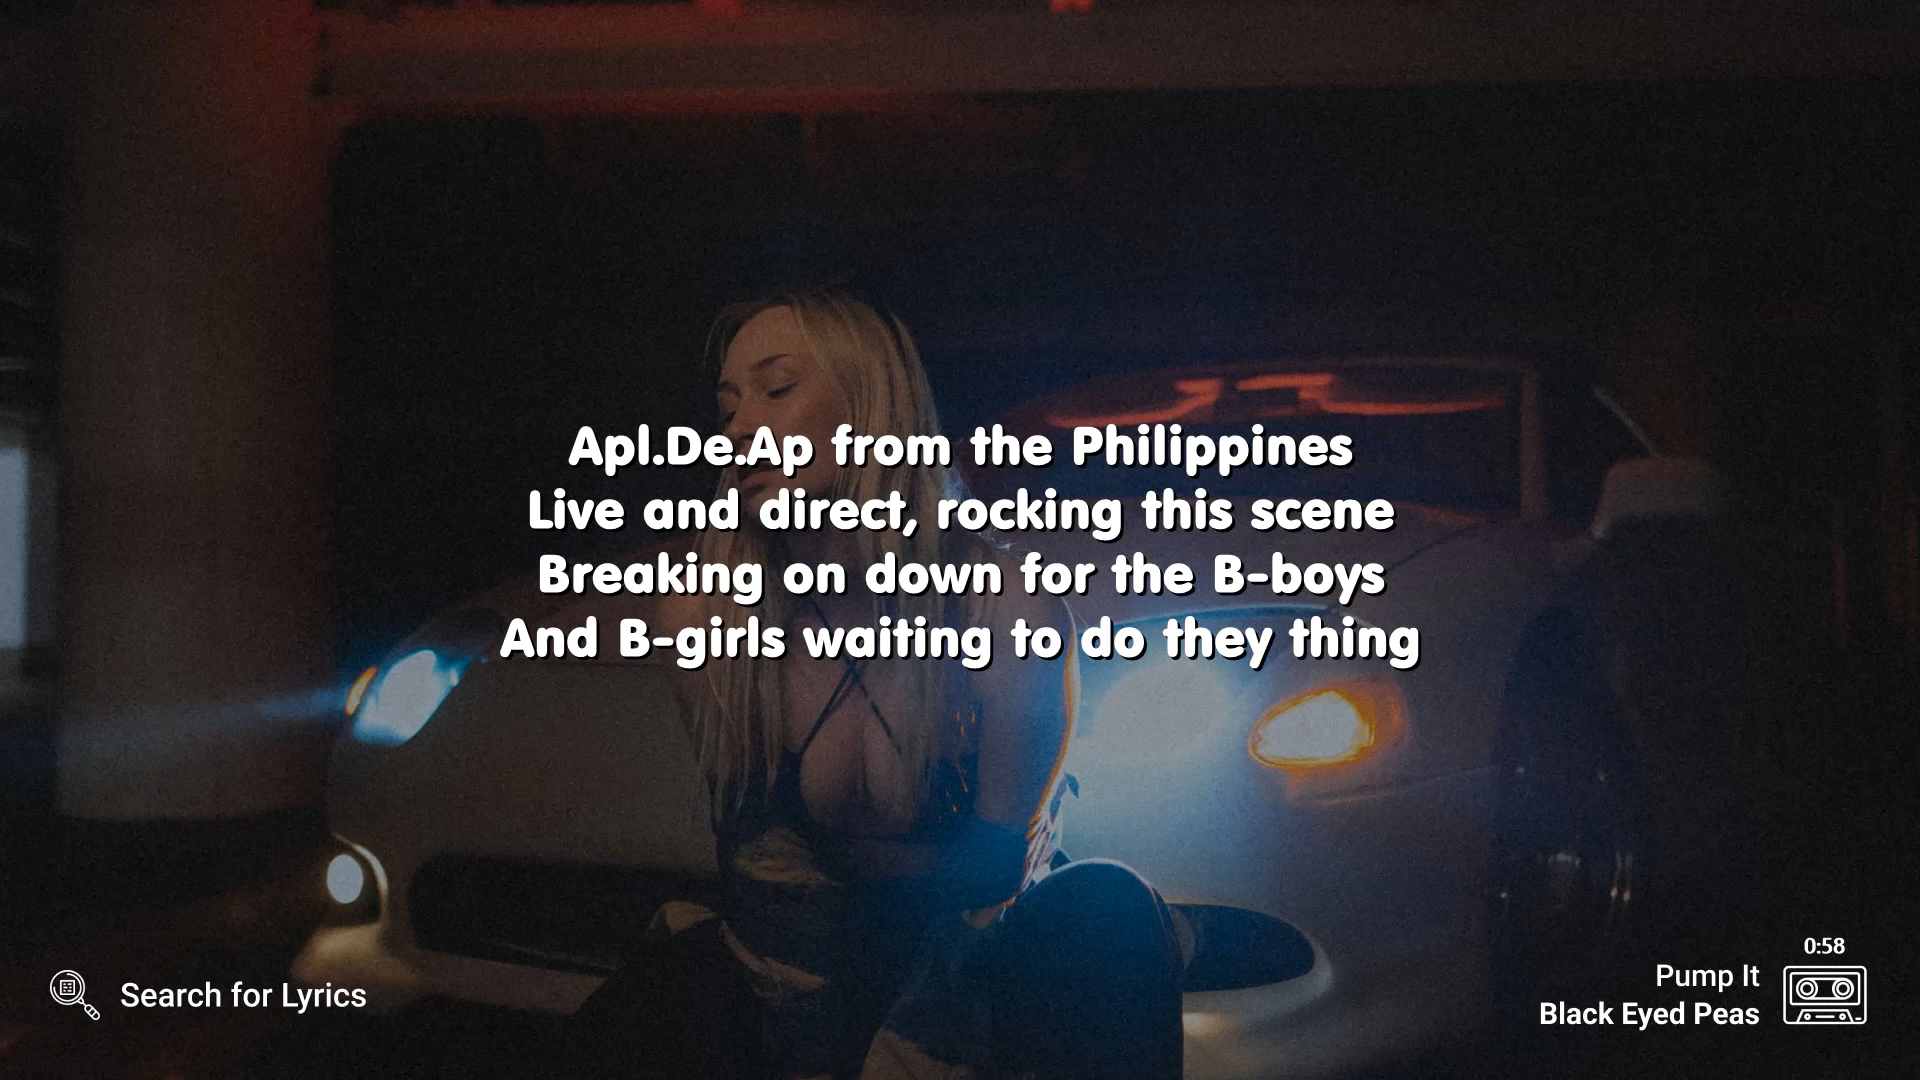 Apl.De.Ap from the Philippines
Live and direct, rocking this scene
Breaking on down for the B-boys
And B-girls waiting to do they thing
Search for Lyrics
0:58
Pump It
Black Eyed Peas